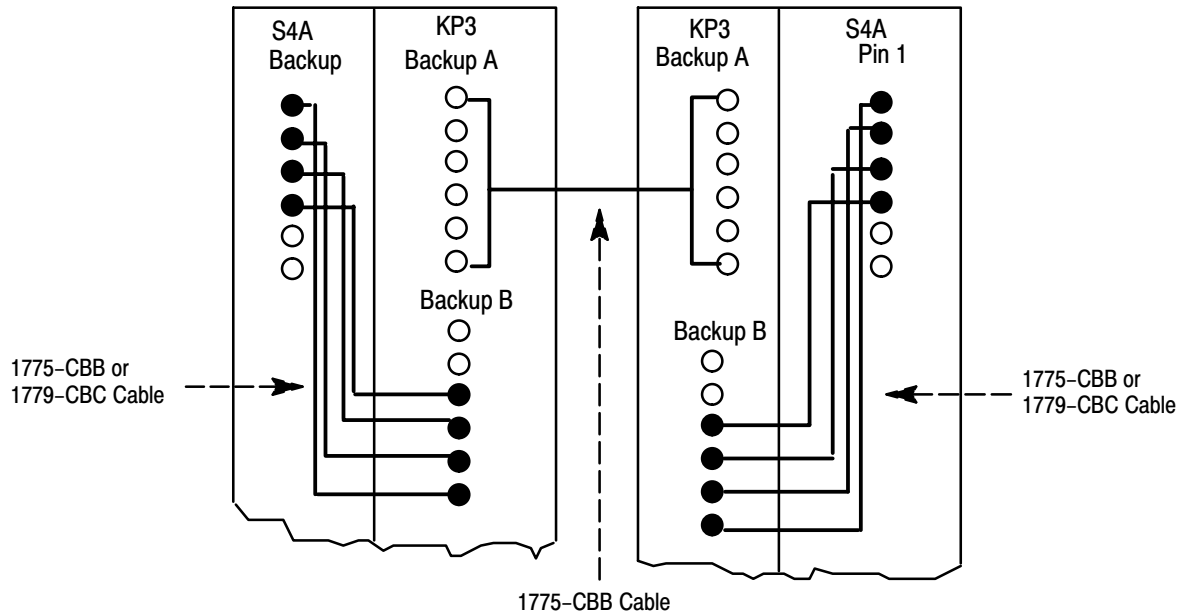 S4A
Backup
KP3
Backup A
KP3
Backup A
S4A
Pin 1
Backup B
Backup B
1775-CBB or
1779-CBC Cable
1775-CBB or
1779-CBC Cable
1775-CBB Cable